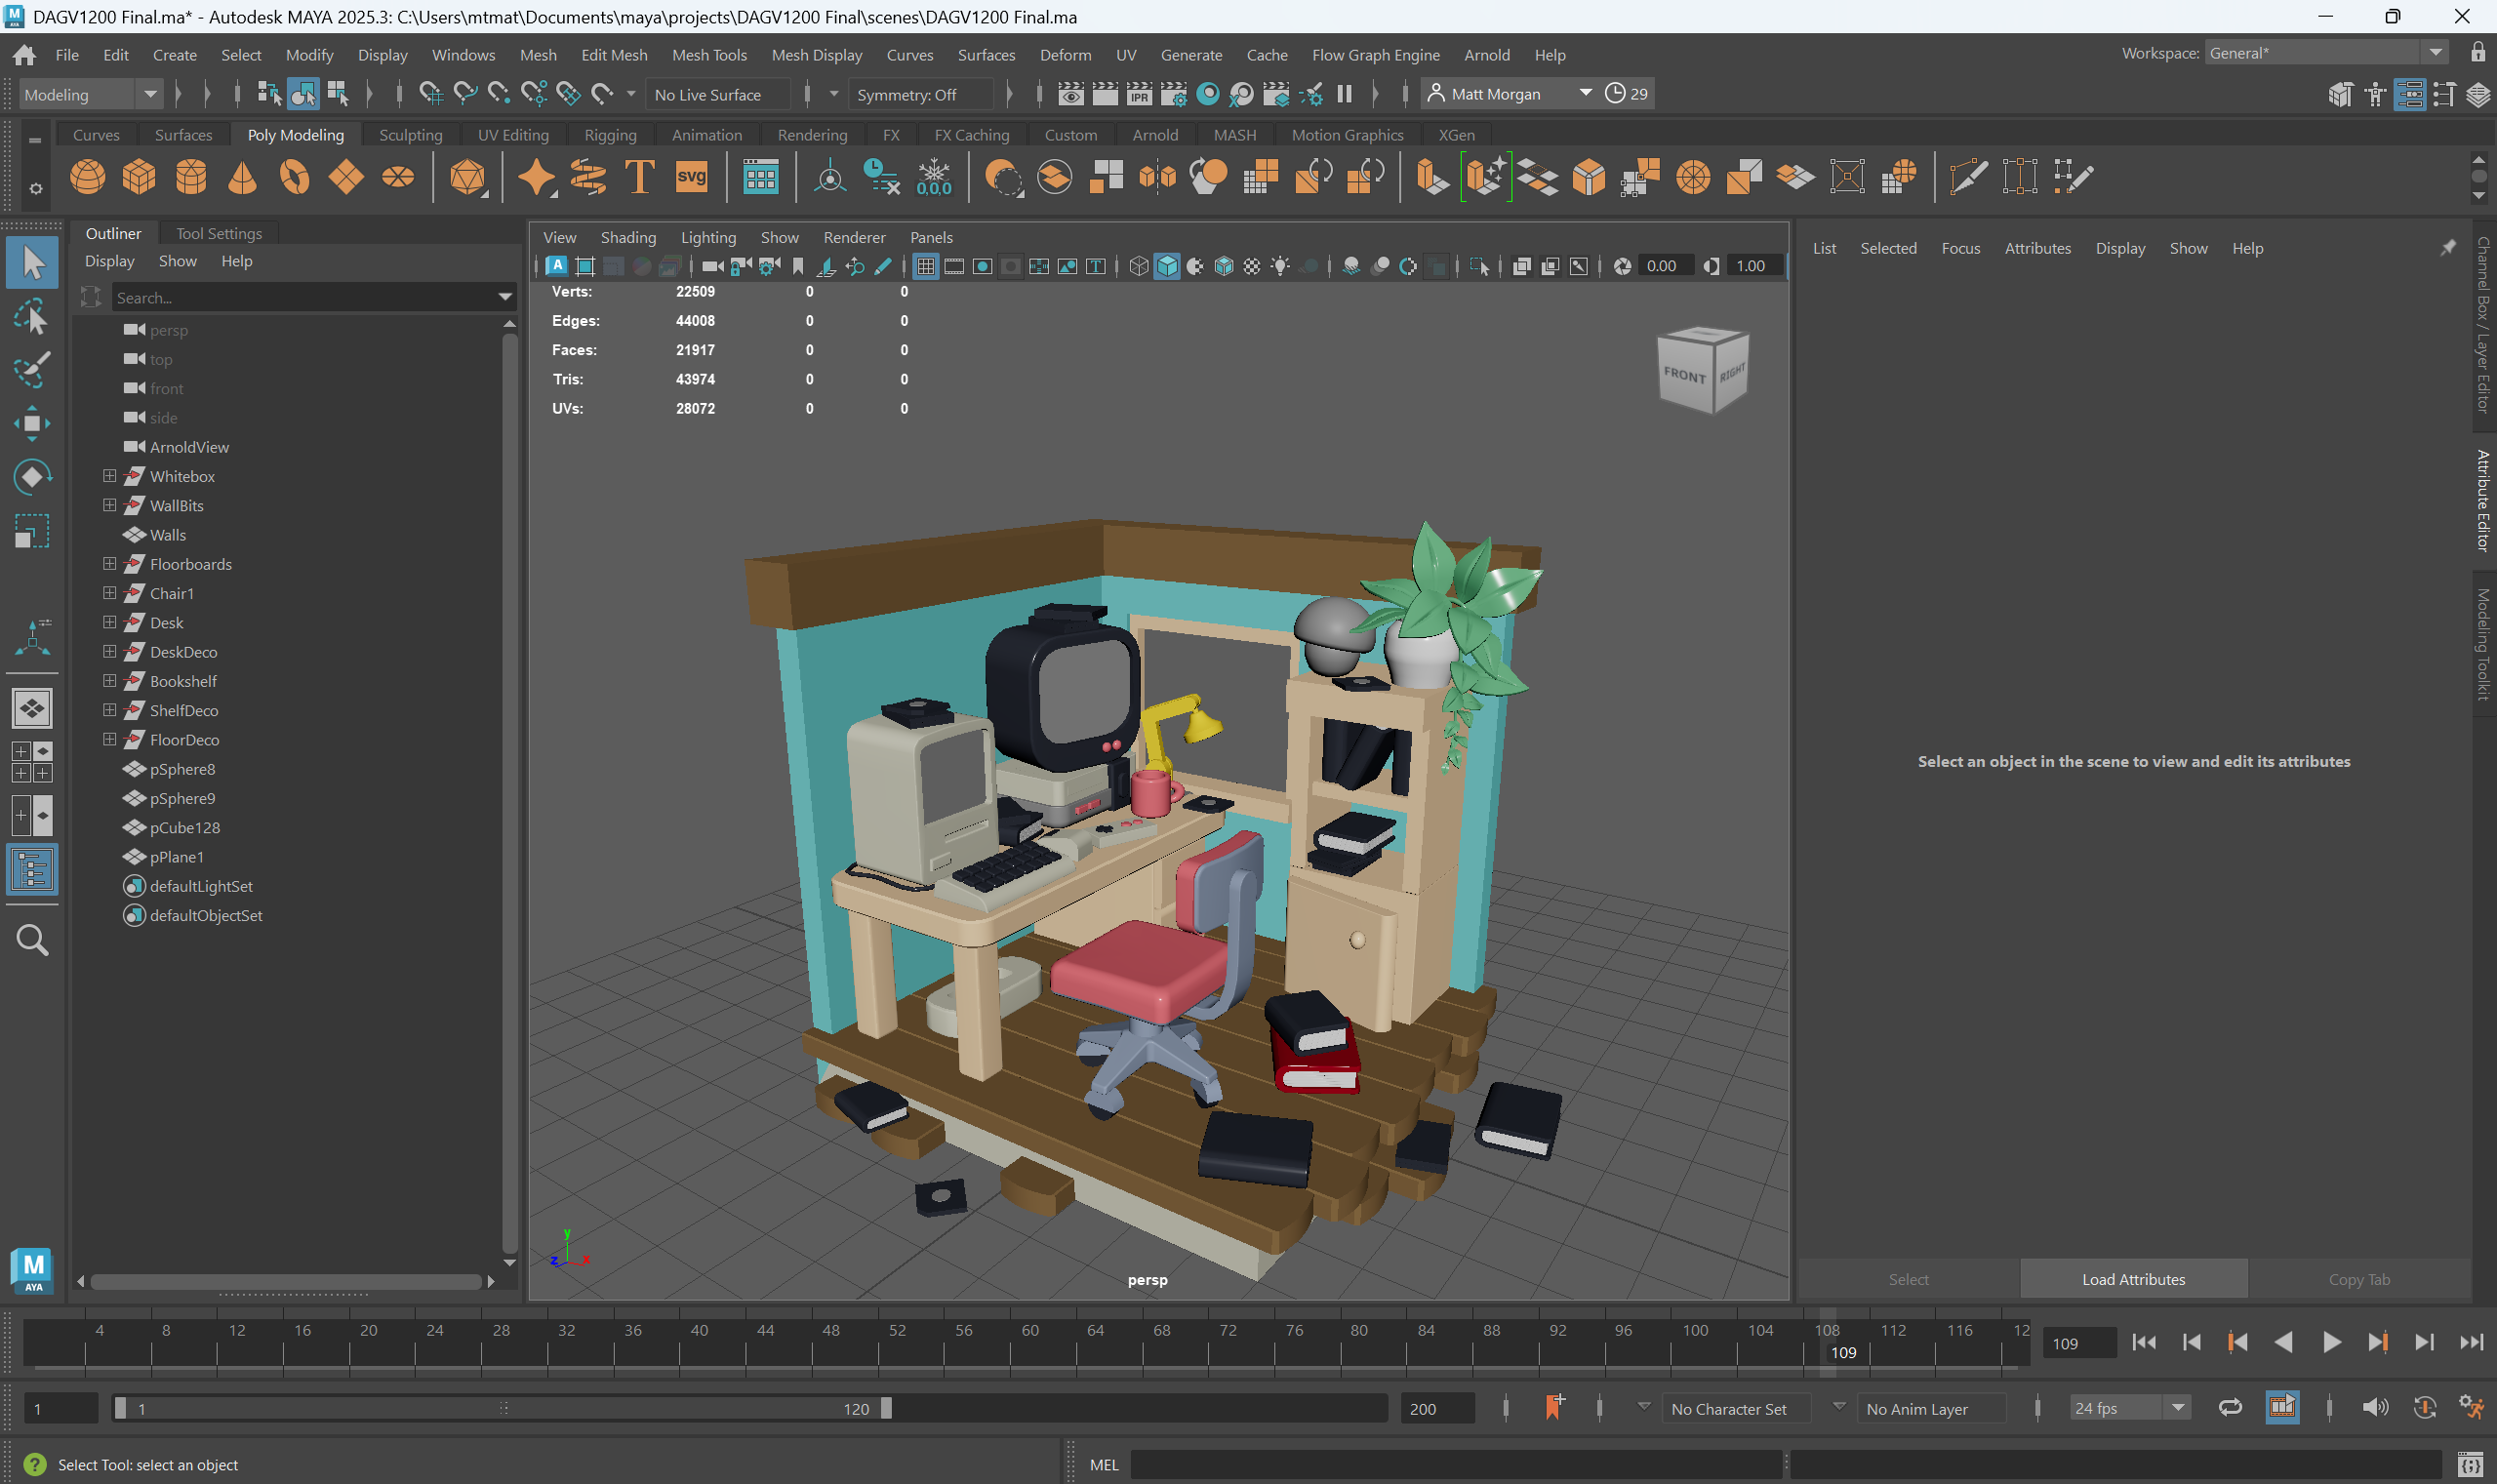 DAGV1200 Final.ma* - Autodesk MAYA 2025.3: C:\Users\mtmat\Documents\maya\projects\DAGV1200 Final\scenes\DAGV1200 Final.ma
File Edit Create Select Modify Display Windows Mesh Edit Mesh Mesh Tools Mesh Display Curves Surfaces Deform UV Generate Cache Flow Graph Engine Arnold Help
Workspace: General*
Modeling No Live Surface Symmetry: Off IPR Matt Morgan 29
Curves Surfaces Poly Modeling Sculpting UV Editing Rigging Animation Rendering FX FX Caching Custom Arnold MASH Motion Graphics XGen
T svg 0,0,0
Outliner Tool Settings
Display Show Help
Search...
persp
top
front
side
ArnoldView
Whitebox
WallBits
Walls
Floorboards
Chair1
Desk
DeskDeco
Bookshelf
ShelfDeco
FloorDeco
pSphere8
pSphere9
pCube128
pPlane1
defaultLightSet
defaultObjectSet
M
AYA
View Shading Lighting Show Renderer Panels
0.00 1.00
Verts: 22509 0 0
Edges: 44008 0 0
Faces: 21917 0 0
Tris: 43974 0 0
UVs: 28072 0 0
FRONT RIGHT
y
z x
persp
List Selected Focus Attributes Display Show Help
Select an object in the scene to view and edit its attributes
Select Load Attributes Copy Tab
Channel Box / Layer Editor
Attribute Editor
Modeling Toolkit
4 8 12 16 20 24 28 32 36 40 44 48 52 56 60 64 68 72 76 80 84 88 92 96 100 104 108 112 116 12
109
109
1 1 120 200 No Character Set No Anim Layer 24 fps
? Select Tool: select an object MEL